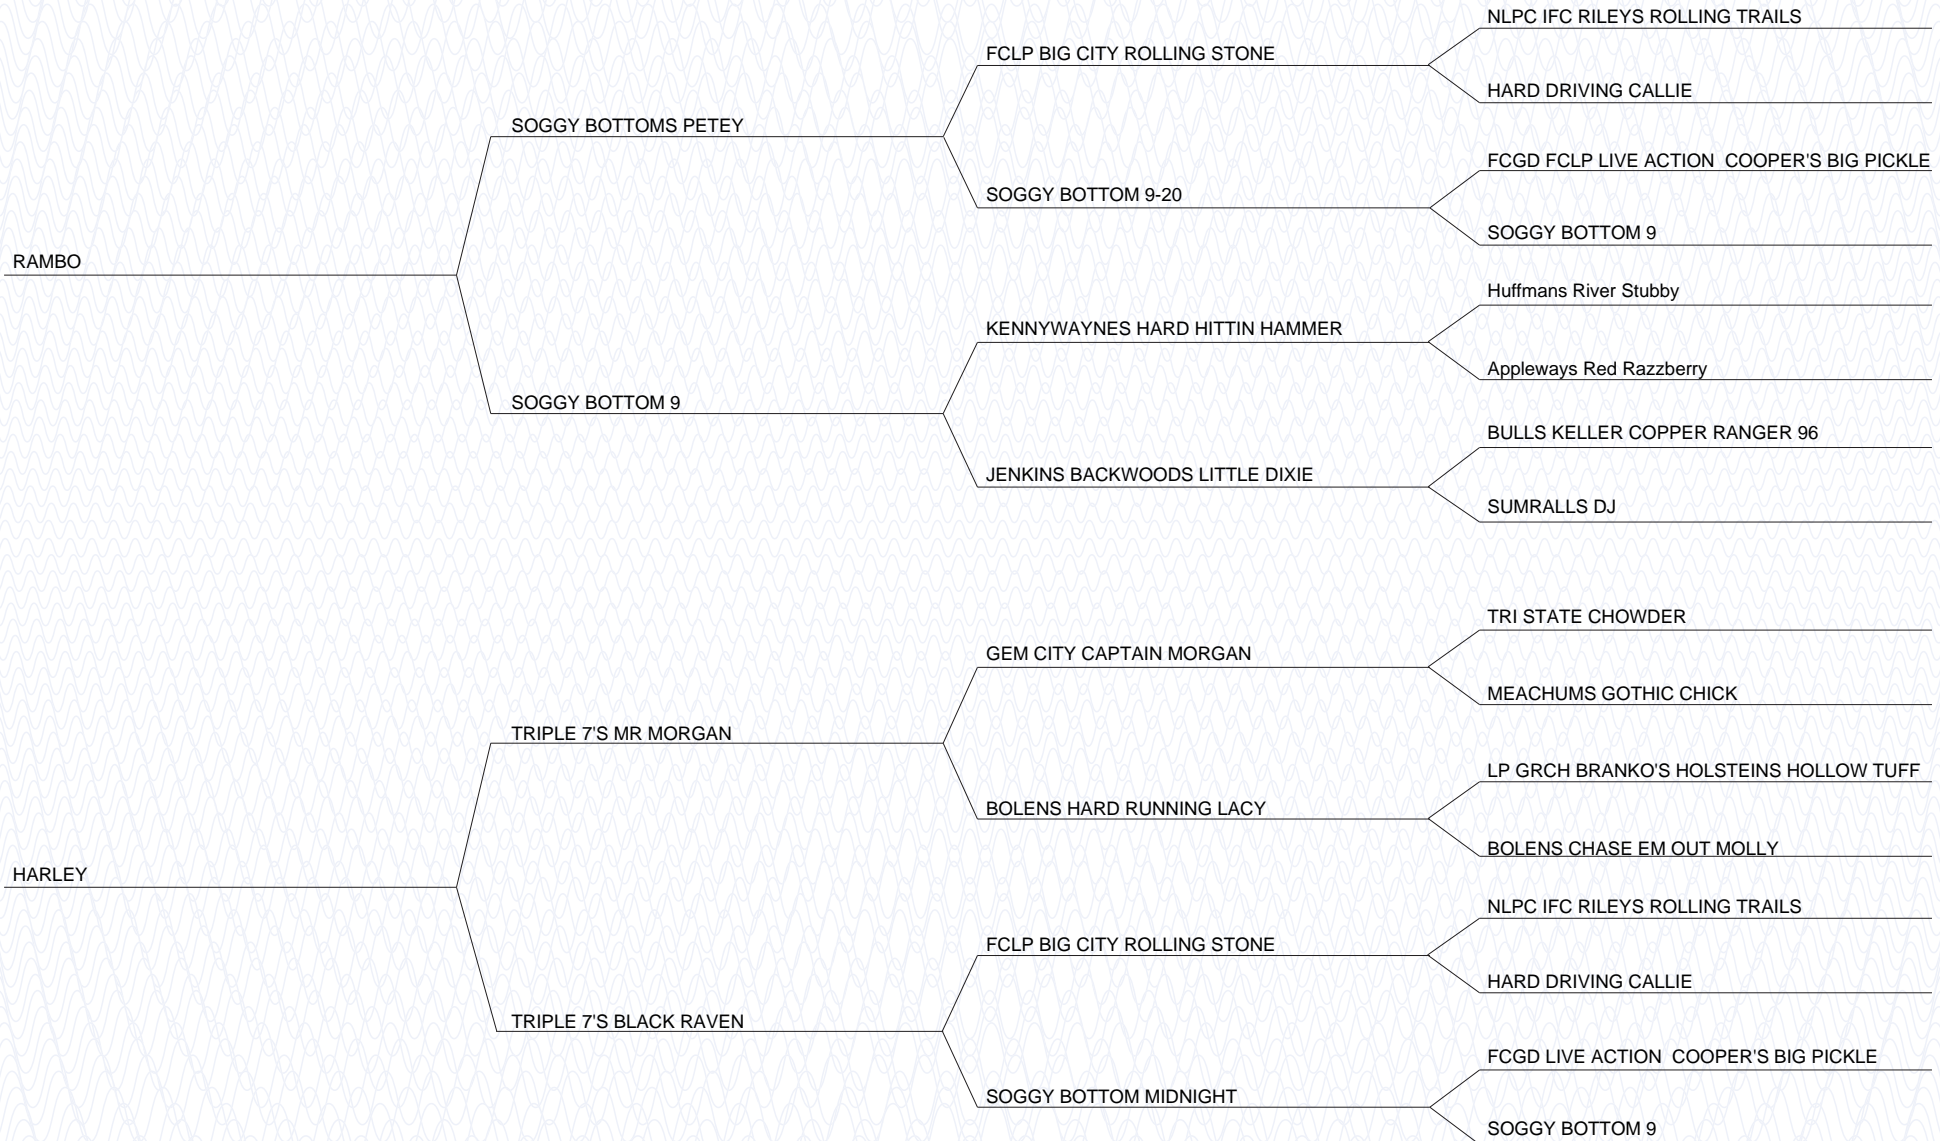 NLPC IFC RILEYS ROLLING TRAILS
FCLP BIG CITY ROLLING STONE
HARD DRIVING CALLIE
SOGGY BOTTOMS PETEY
FCGD FCLP LIVE ACTION  COOPER'S BIG PICKLE
SOGGY BOTTOM 9-20
SOGGY BOTTOM 9
RAMBO
Huffmans River Stubby
KENNYWAYNES HARD HITTIN HAMMER
Appleways Red Razzberry
SOGGY BOTTOM 9
BULLS KELLER COPPER RANGER 96
JENKINS BACKWOODS LITTLE DIXIE
SUMRALLS DJ
TRI STATE CHOWDER
GEM CITY CAPTAIN MORGAN
MEACHUMS GOTHIC CHICK
TRIPLE 7'S MR MORGAN
LP GRCH BRANKO'S HOLSTEINS HOLLOW TUFF
BOLENS HARD RUNNING LACY
BOLENS CHASE EM OUT MOLLY
HARLEY
NLPC IFC RILEYS ROLLING TRAILS
FCLP BIG CITY ROLLING STONE
HARD DRIVING CALLIE
TRIPLE 7'S BLACK RAVEN
FCGD LIVE ACTION  COOPER'S BIG PICKLE
SOGGY BOTTOM MIDNIGHT
SOGGY BOTTOM 9